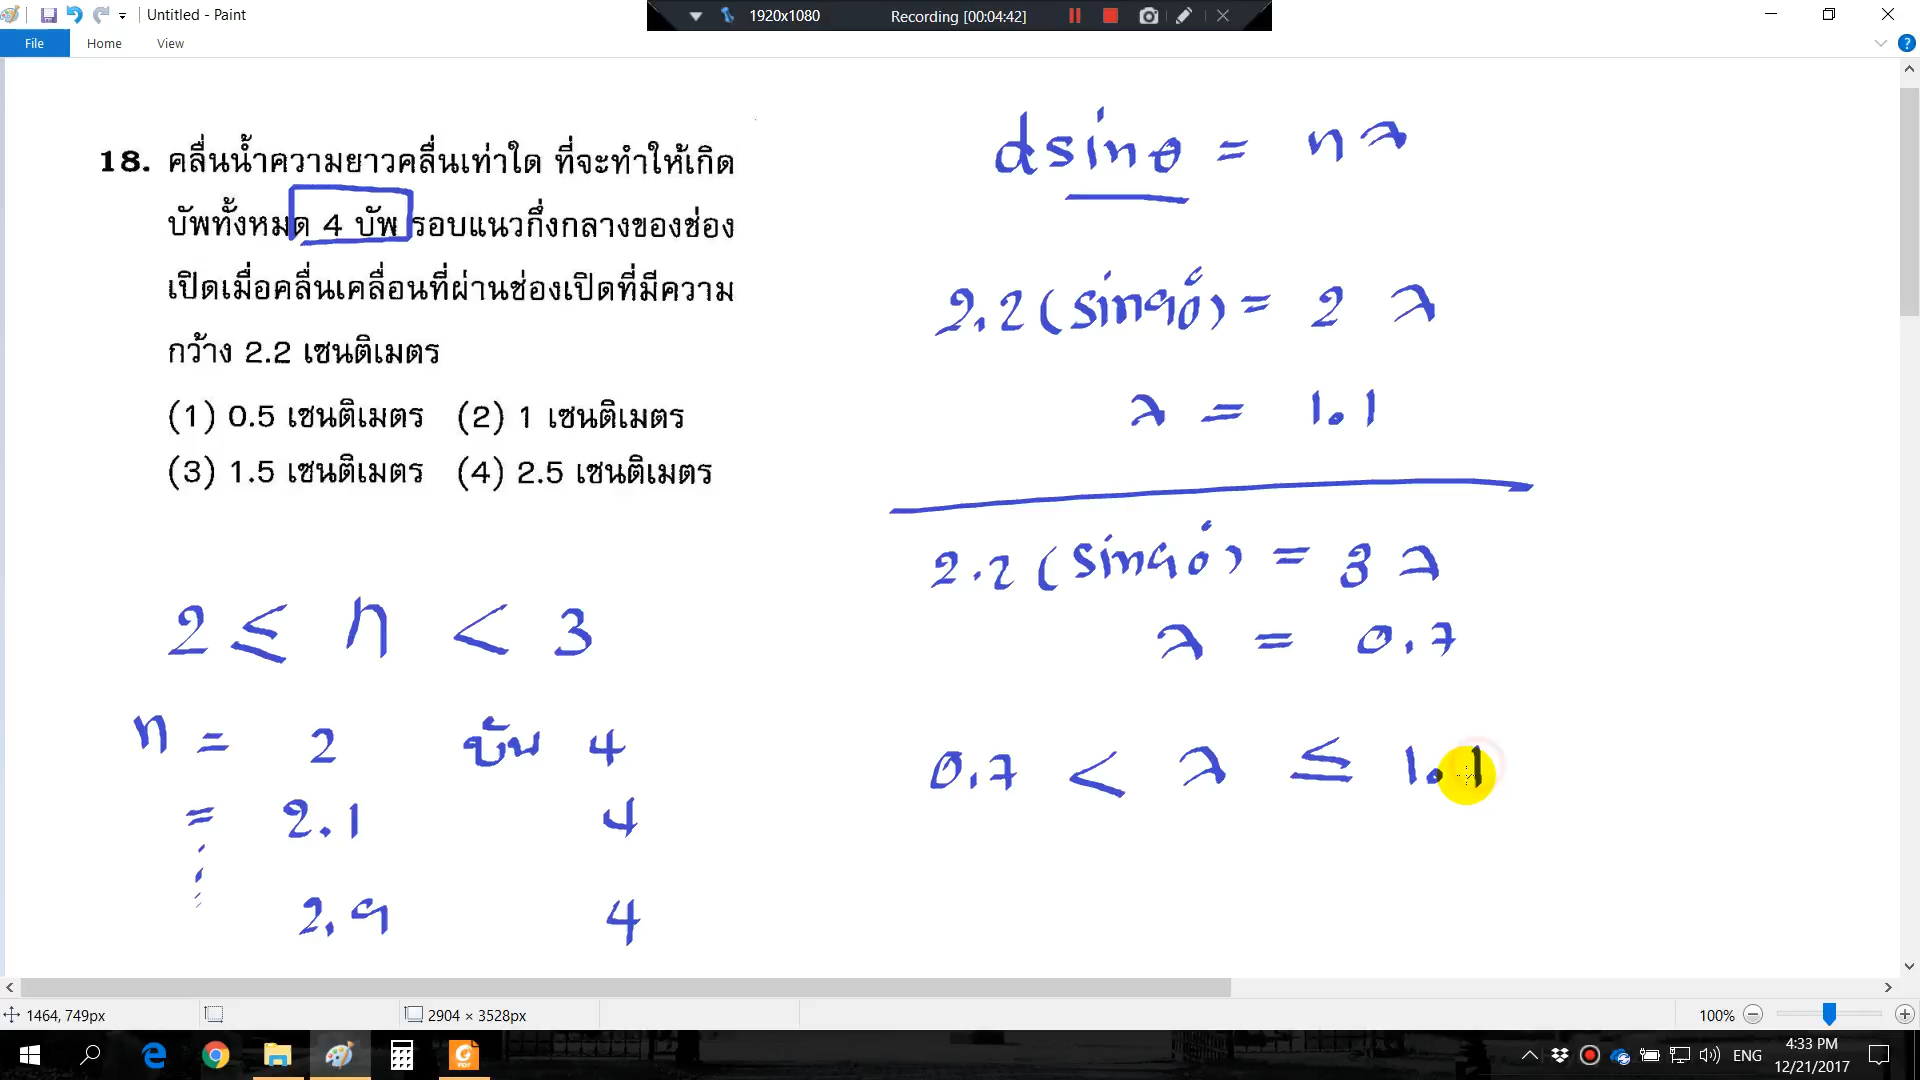 Untitled - Paint
1920x1080 Recording [00:04:42]
File Home View
18. คลื่นน้ำความยาวคลื่นเท่าใด ที่จะทำให้เกิด
บัพทั้งหมด 4 บัพ รอบแนวกึ่งกลางของช่อง
เปิดเมื่อคลื่นเคลื่อนที่ผ่านช่องเปิดที่มีความ
กว้าง 2.2 เซนติเมตร
(1) 0.5 เซนติเมตร (2) 1 เซนติเมตร
(3) 1.5 เซนติเมตร (4) 2.5 เซนติเมตร
2 ≤ n < 3
n = 2 บัพ 4
= 2.1 4
2.9 4
dsinθ = nλ
2.2(sin90°) = 2 λ
λ = 1.1
2.2(sin90°) = 3 λ
λ = 0.7
0.7 < λ ≤ 1.1
1464, 749px
2904 × 3528px
100%
ENG
4:33 PM
12/21/2017